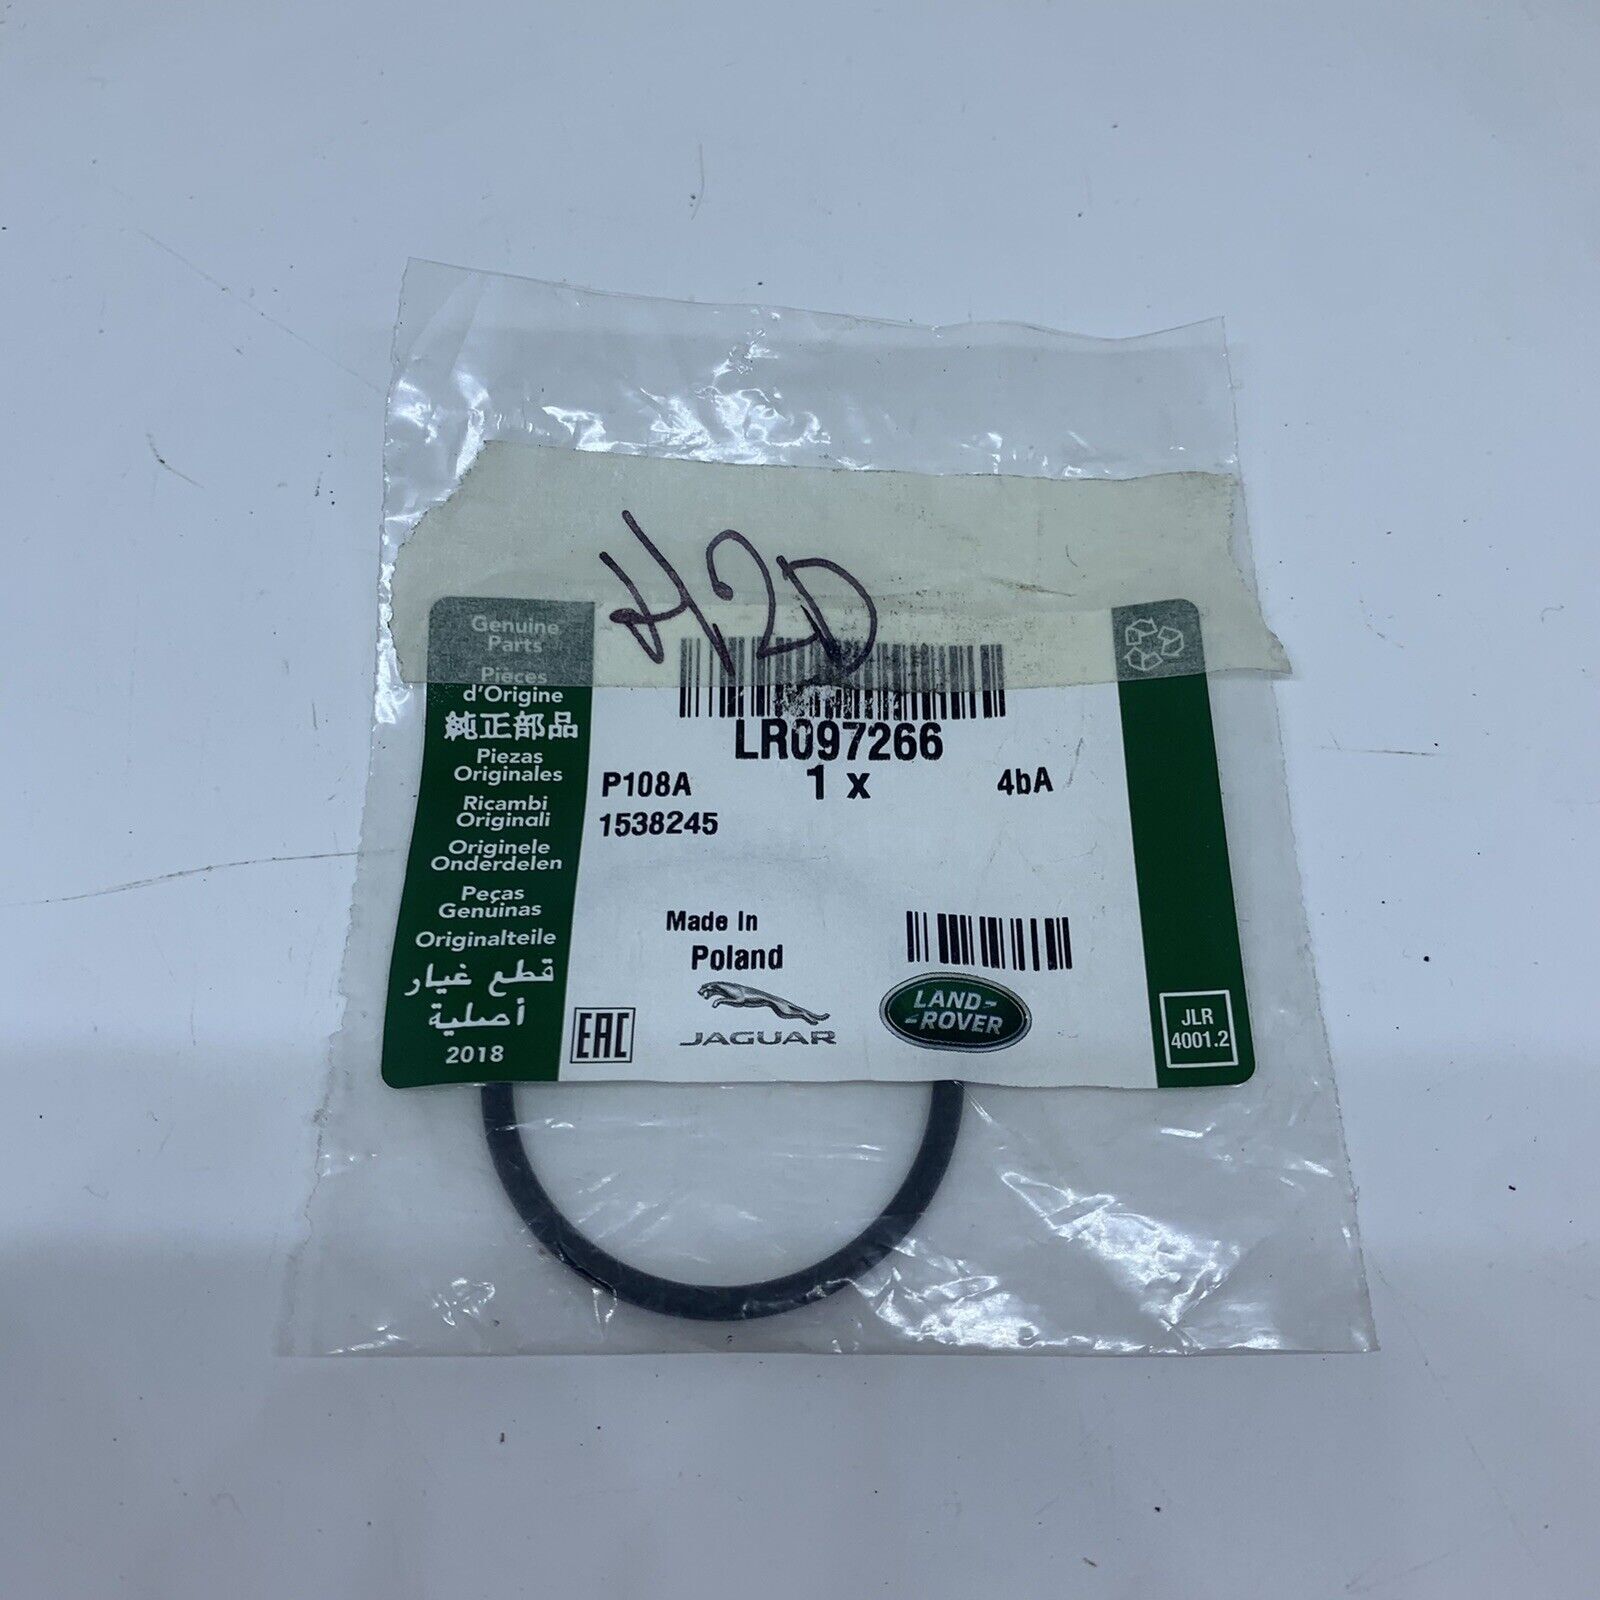 H2D
Genuine
Parts
Pièces
d'Origine
純正部品
Piezas
Originales
Ricambi
Originali
Originele
Onderdelen
Peças
Genuinas
Originalteile
قطع غيار
أصلية
2018
LR097266
P108A 1 x 4bA
1538245
Made In
Poland
EAC
JAGUAR
LAND-
-ROVER
JLR
4001.2